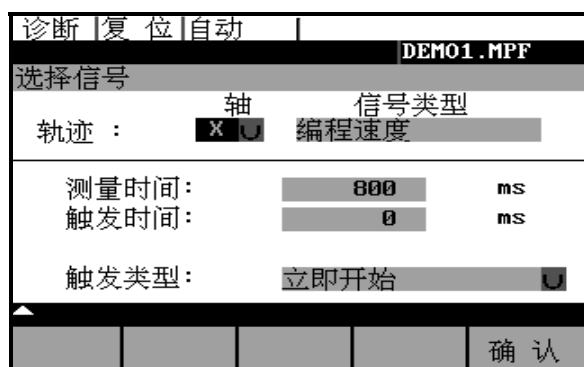 诊断 复 位 自动
DEMO1.MPF
选择信号
轴 信号类型
轨迹 : X 编程速度
测量时间: 800 ms
触发时间: 0 ms
触发类型: 立即开始
确 认